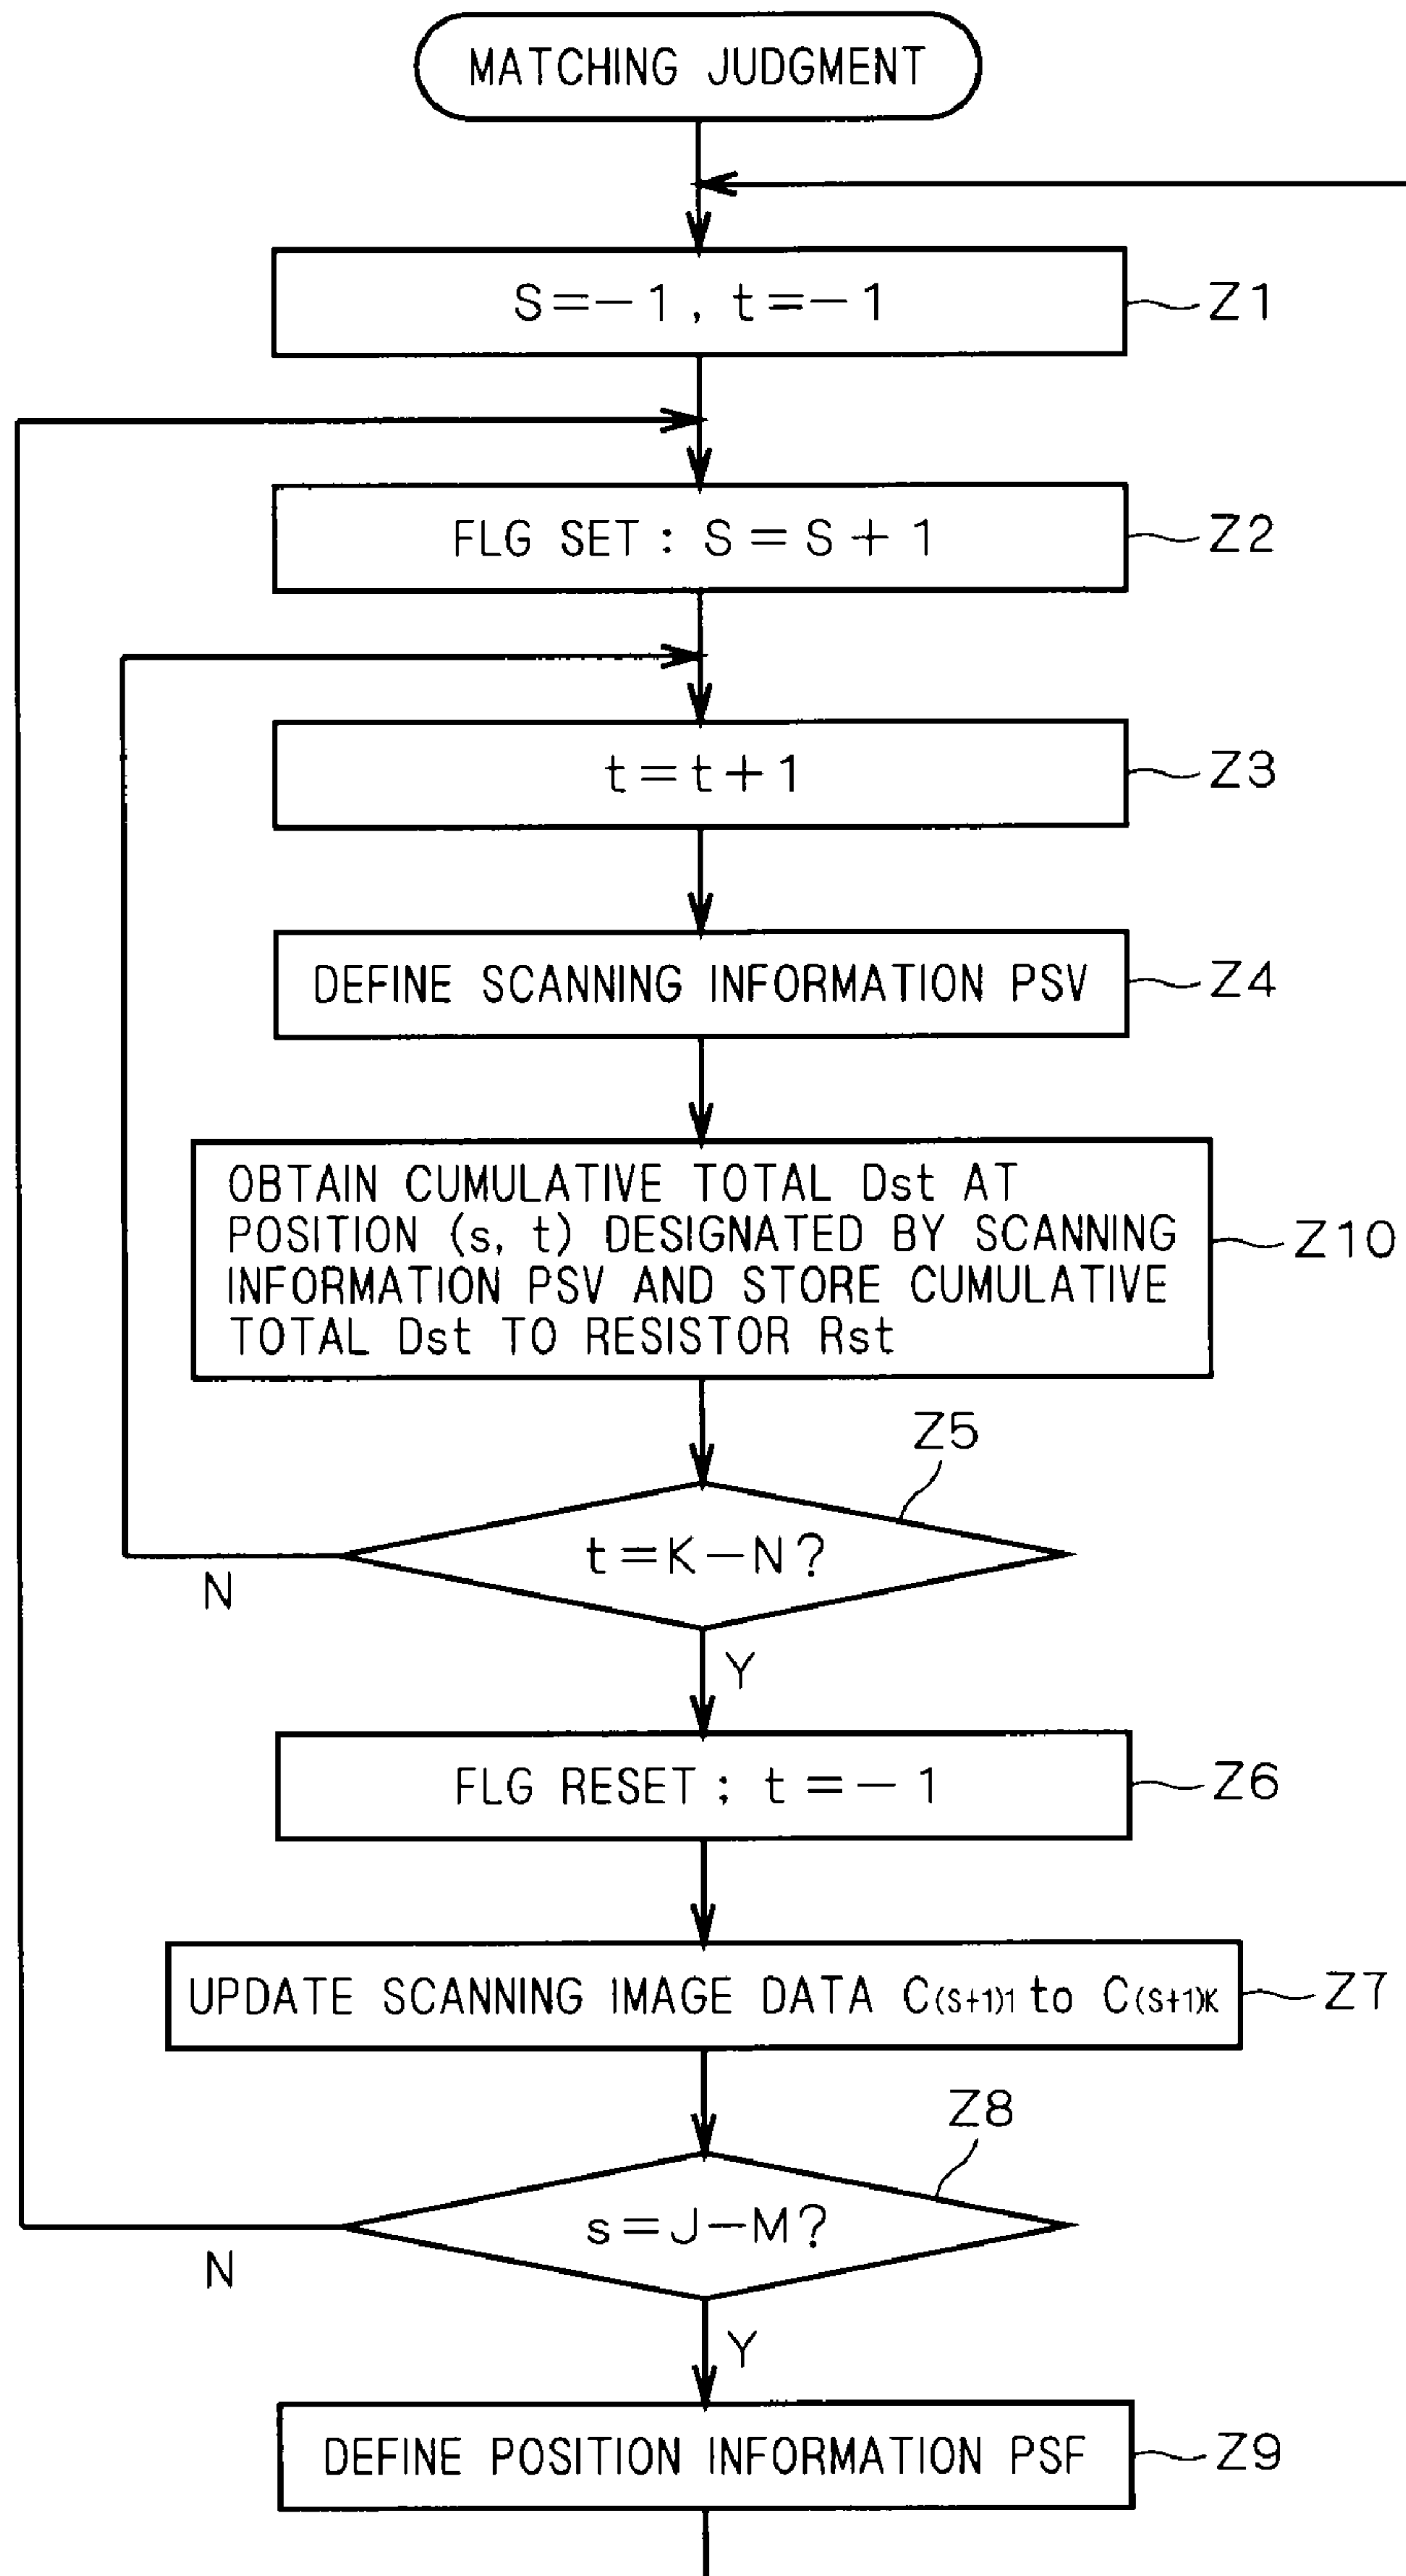 MATCHING JUDGMENT
S=-1, t=-1
Z1
FLG SET: S=S+1
Z2
t=t+1
Z3
DEFINE SCANNING INFORMATION PSV
Z4
OBTAIN CUMULATIVE TOTAL Dst AT
POSITION (s, t) DESIGNATED BY SCANNING
INFORMATION PSV AND STORE CUMULATIVE
TOTAL Dst TO RESISTOR Rst
Z10
Z5
t=K-N?
N
Y
FLG RESET; t=-1
Z6
UPDATE SCANNING IMAGE DATA C(S+1)1 to C(S+1)K
Z7
Z8
s=J-M?
N
Y
DEFINE POSITION INFORMATION PSF
Z9